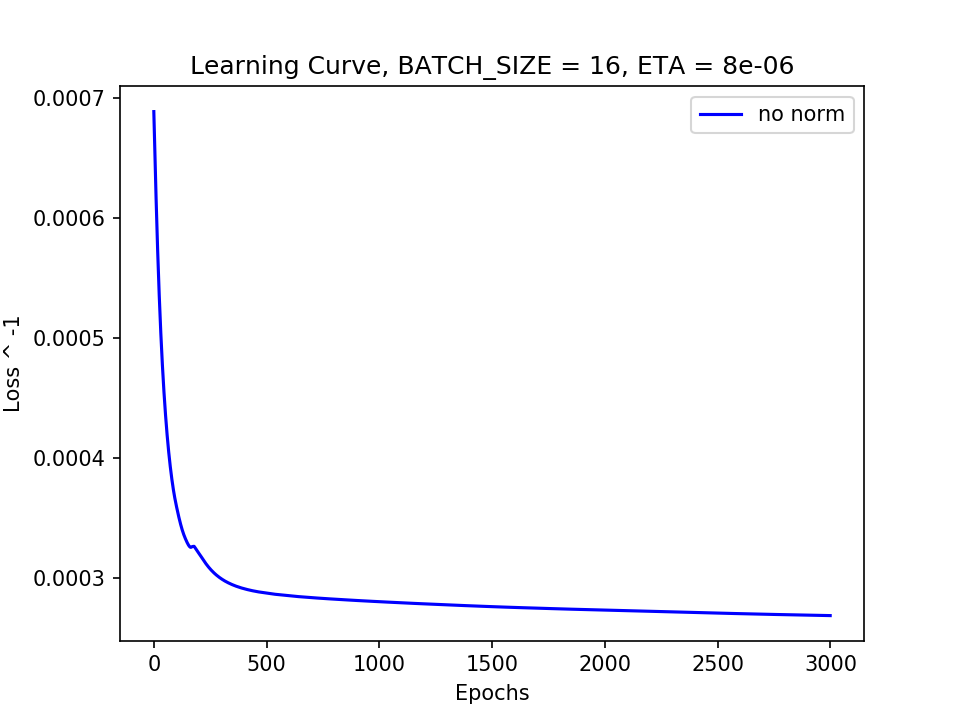 Learning Curve, BATCH_SIZE = 16, ETA = 8e-06
no norm
0.0007
0.0006
0.0005
0.0004
0.0003
Loss ^ -1
0 500 1000 1500 2000 2500 3000
Epochs